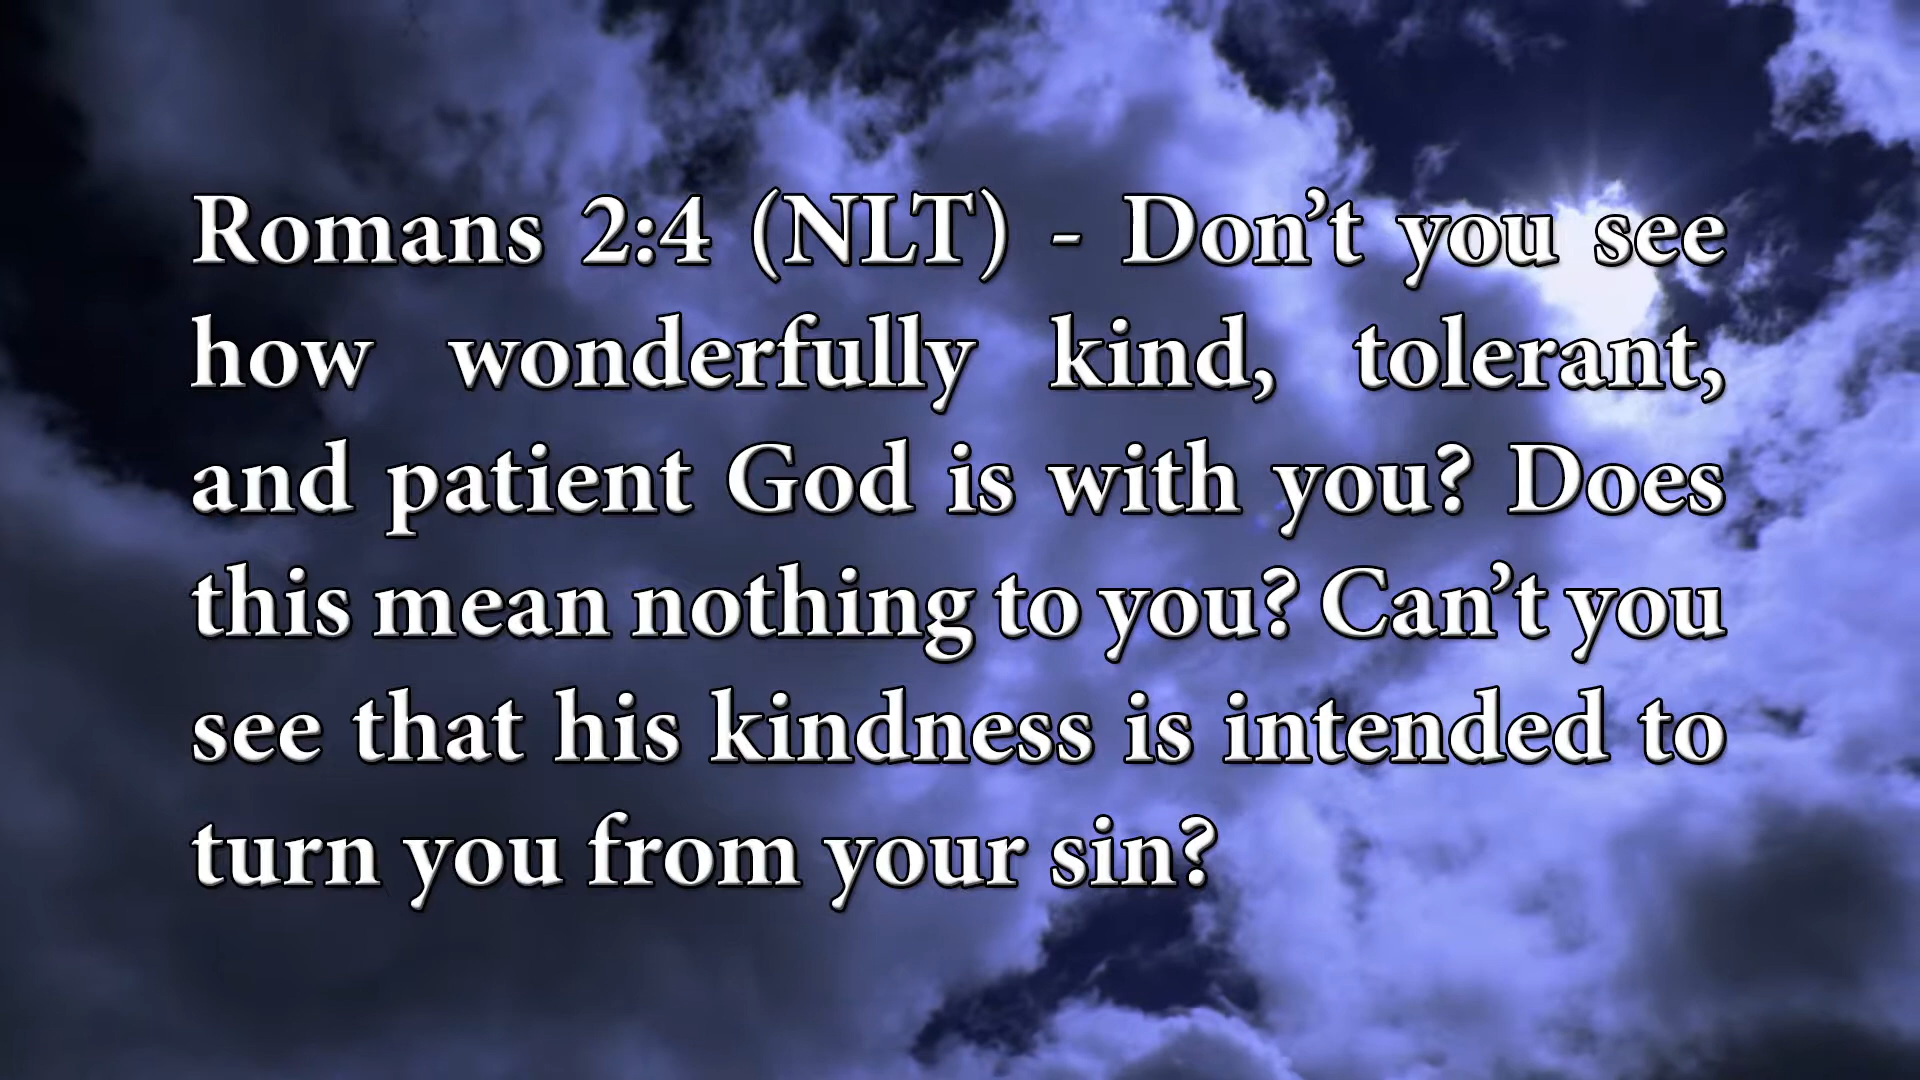 Romans 2:4 (NLT) - Don’t you see
how wonderfully kind, tolerant,
and patient God is with you? Does
this mean nothing to you? Can’t you
see that his kindness is intended to
turn you from your sin?